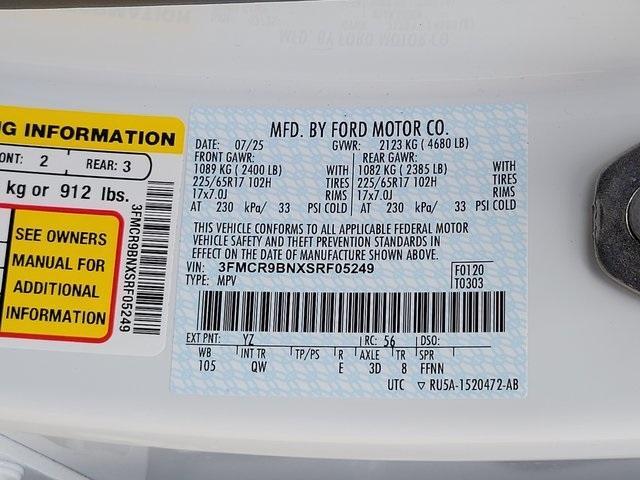 NG INFORMATION
ONT: 2 REAR: 3
kg or 912 lbs.
SEE OWNERS
MANUAL FOR
ADDITIONAL
INFORMATION
3FMCR9BNXSRF05249
MFD. BY FORD MOTOR CO.
DATE: 07/25 GVWR: 2123 KG ( 4680 LB)
FRONT GAWR: REAR GAWR:
1089 KG ( 2400 LB) WITH 1082 KG ( 2385 LB) WITH
225/65R17 102H TIRES 225/65R17 102H TIRES
17x7.0J RIMS 17x7.0J RIMS
AT 230 kPa/ 33 PSI COLD AT 230 kPa/ 33 PSI COLD
THIS VEHICLE CONFORMS TO ALL APPLICABLE FEDERAL MOTOR
VEHICLE SAFETY AND THEFT PREVENTION STANDARDS IN
EFFECT ON THE DATE OF MANUFACTURE SHOWN ABOVE.
VIN: 3FMCR9BNXSRF05249 F0120
TYPE: MPV T0303
EXT PNT: YZ RC: 56 DSO:
WB INT TR TP/PS R AXLE TR SPR
105 QW E 3D 8 FFNN
UTC ▽ RU5A-1520472-AB